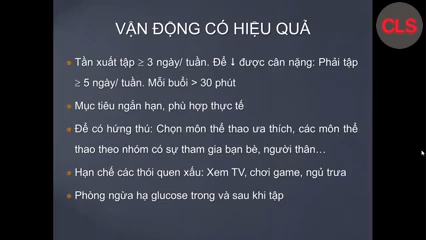 CLS
VẬN ĐỘNG CÓ HIỆU QUẢ
Tần xuất tập ≥ 3 ngày/ tuần. Để ↓ được cân nặng: Phải tập
≥ 5 ngày/ tuần. Mỗi buổi > 30 phút
Mục tiêu ngắn hạn, phù hợp thực tế
Để có hứng thú: Chọn môn thể thao ưa thích, các môn thể
thao theo nhóm có sự tham gia bạn bè, người thân…
Hạn chế các thói quen xấu: Xem TV, chơi game, ngủ trưa
Phòng ngừa hạ glucose trong và sau khi tập